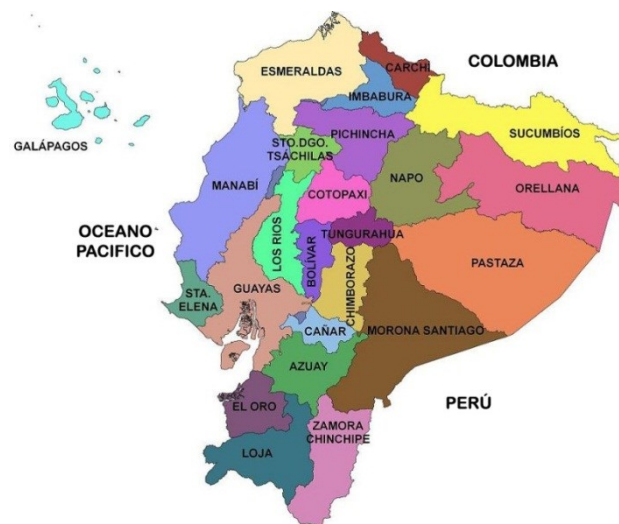 COLOMBIA
ESMERALDAS
CARCHI
IMBABURA
SUCUMBÍOS
PICHINCHA
STO.DGO.
TSÁCHILAS
GALÁPAGOS
NAPO
ORELLANA
MANABÍ
COTOPAXI
OCEANO
PACIFICO
LOS RIOS
TUNGURAHUA
BOLÍVAR
PASTAZA
CHIMBORAZO
STA.
ELENA
GUAYAS
CAÑAR
MORONA SANTIAGO
AZUAY
PERÚ
EL ORO
ZAMORA
CHINCHIPE
LOJA